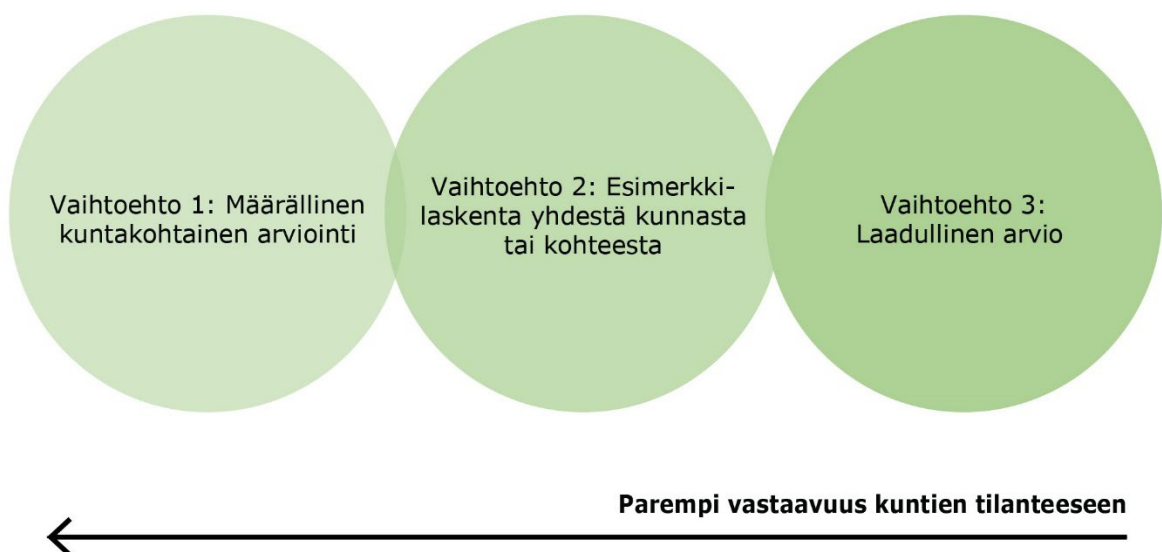 Vaihtoehto 1: Määrällinen
kuntakohtainen arviointi
Vaihtoehto 2: Esimerkki-
laskenta yhdestä kunnasta
tai kohteesta
Vaihtoehto 3:
Laadullinen arvio
Parempi vastaavuus kuntien tilanteeseen